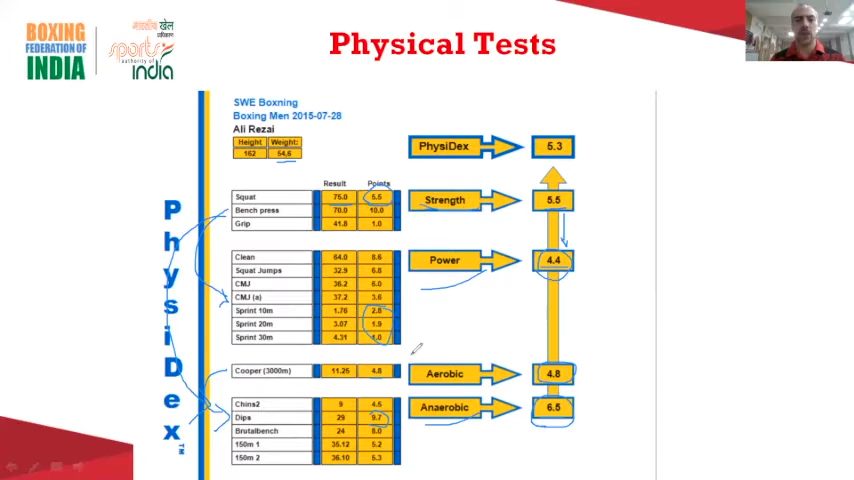 BOXING
FEDERATION OF
INDIA
भारतीय खेल
प्राधिकरण
sports
authority of
india
Physical Tests
SWE Boxning
Boxing Men 2015-07-28
Ali Rezai
Height Weight:
162 54,6
PhysiDex 5.3
Result Points
Squat 75.0 5.5 Strength 5.5
Bench press 70.0 10.0
Grip 41.8 1.0
Clean 64.0 8.6 Power 4.4
Squat Jumps 32.9 6.8
CMJ 36.2 6.0
CMJ (a) 37.2 3.6
Sprint 10m 1.76 2.8
Sprint 20m 3.07 1.9
Sprint 30m 4.31 1.0
Cooper (3000m) 11.25 4.8 Aerobic 4.8
Chins2 9 4.5 Anaerobic 6.5
Dips 29 9.7
Brutalbench 24 8.0
150m 1 35.12 5.2
150m 2 36.10 5.3
PhysiDex™